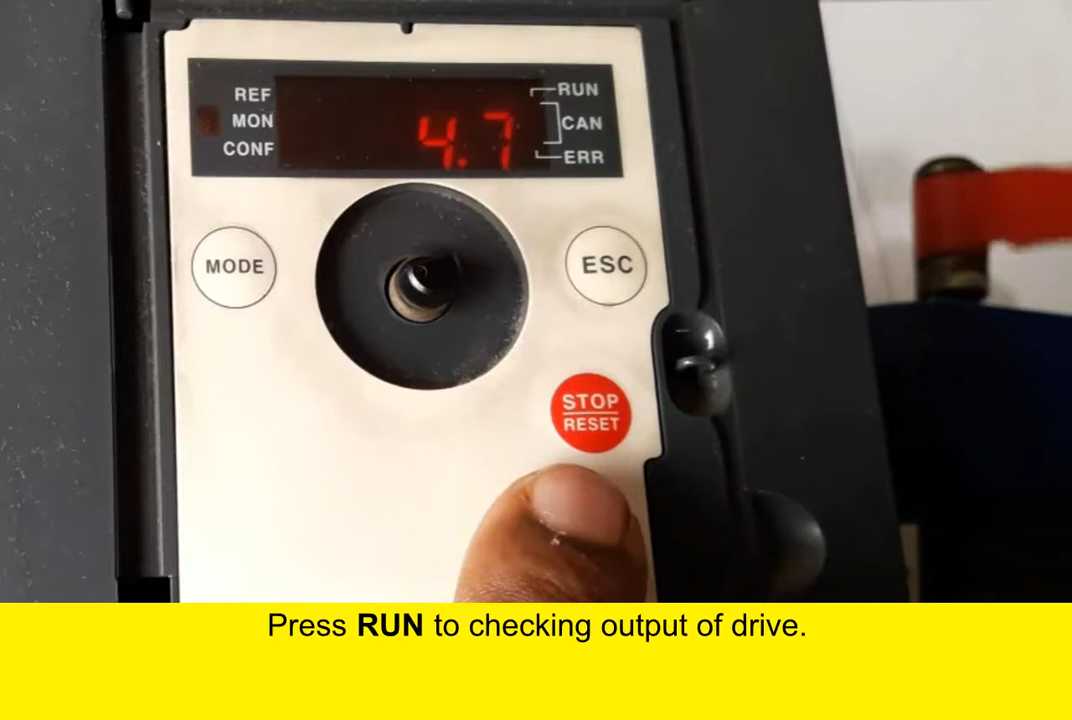 REF
MON
CONF
4.7
RUN
CAN
ERR
MODE
ESC
STOP
RESET
Press RUN to checking output of drive.